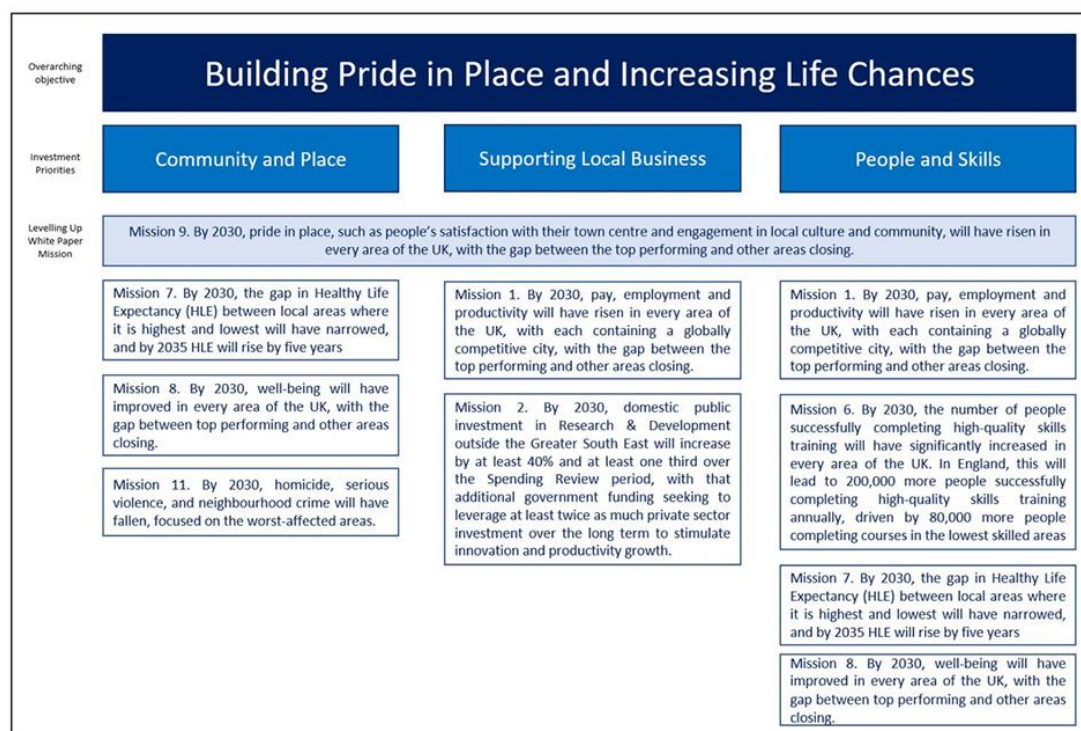 Overarching
objective
Building Pride in Place and Increasing Life Chances
Investment
Priorities
Community and Place
Supporting Local Business
People and Skills
Levelling Up
White Paper
Mission
Mission 9. By 2030, pride in place, such as people's satisfaction with their town centre and engagement in local culture and community, will have risen in
every area of the UK, with the gap between the top performing and other areas closing.
Mission 7. By 2030, the gap in Healthy Life
Expectancy (HLE) between local areas where
it is highest and lowest will have narrowed,
and by 2035 HLE will rise by five years
Mission 8. By 2030, well-being will have
improved in every area of the UK, with the
gap between top performing and other areas
closing.
Mission 11. By 2030, homicide, serious
violence, and neighbourhood crime will have
fallen, focused on the worst-affected areas.
Mission 1. By 2030, pay, employment and
productivity will have risen in every area of
the UK, with each containing a globally
competitive city, with the gap between the
top performing and other areas closing.
Mission 2. By 2030, domestic public
investment in Research & Development
outside the Greater South East will increase
by at least 40% and at least one third over
the Spending Review period, with that
additional government funding seeking to
leverage at least twice as much private sector
investment over the long term to stimulate
innovation and productivity growth.
Mission 1. By 2030, pay, employment and
productivity will have risen in every area of
the UK, with each containing a globally
competitive city, with the gap between the
top performing and other areas closing.
Mission 6. By 2030, the number of people
successfully completing high-quality skills
training will have significantly increased in
every area of the UK. In England, this will
lead to 200,000 more people successfully
completing high-quality skills training
annually, driven by 80,000 more people
completing courses in the lowest skilled areas
Mission 7. By 2030, the gap in Healthy Life
Expectancy (HLE) between local areas where
it is highest and lowest will have narrowed,
and by 2035 HLE will rise by five years
Mission 8. By 2030, well-being will have
improved in every area of the UK, with the
gap between top performing and other areas
closing.